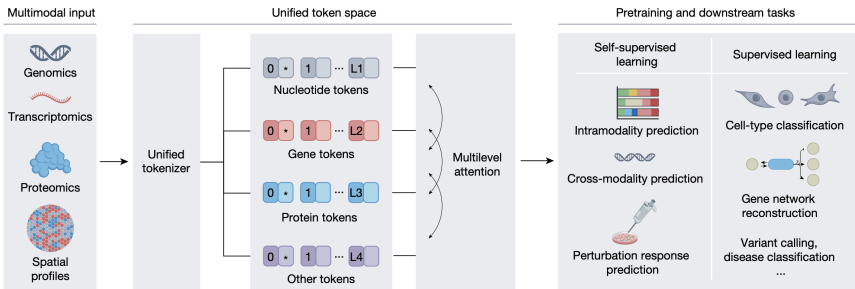 Multimodal input
Unified token space
Pretraining and downstream tasks
Genomics
Transcriptomics
Proteomics
Spatial
profiles
Unified
tokenizer
0 * 1 ... L1
Nucleotide tokens
0 * 1 ... L2
Gene tokens
0 * 1 ... L3
Protein tokens
0 * 1 ... L4
Other tokens
Multilevel
attention
Self-supervised
learning
Intramodality prediction
Cross-modality prediction
Perturbation response
prediction
Supervised learning
Cell-type classification
Gene network
reconstruction
Variant calling,
disease classification
...